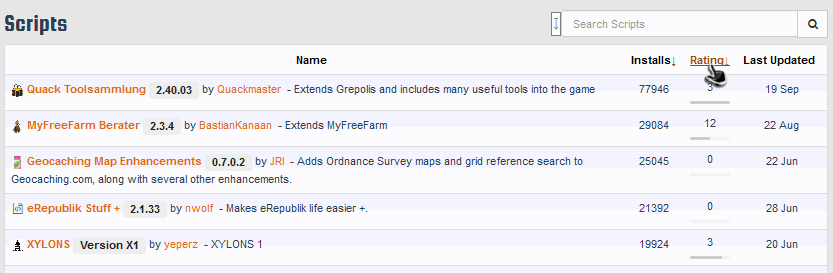 Scripts
Search Scripts
Name Installs↓ Rating↓ Last Updated
Quack Toolsammlung 2.40.03 by Quackmaster - Extends Grepolis and includes many useful tools into the game 77946 3 19 Sep
MyFreeFarm Berater 2.3.4 by BastianKanaan - Extends MyFreeFarm 29084 12 22 Aug
Geocaching Map Enhancements 0.7.0.2 by JRI - Adds Ordnance Survey maps and grid reference search to 25045 0 22 Jun
Geocaching.com, along with several other enhancements.
eRepublik Stuff + 2.1.33 by nwolf - Makes eRepublik life easier +. 21392 0 28 Jun
XYLONS Version X1 by yeperz - XYLONS 1 19924 3 20 Jun